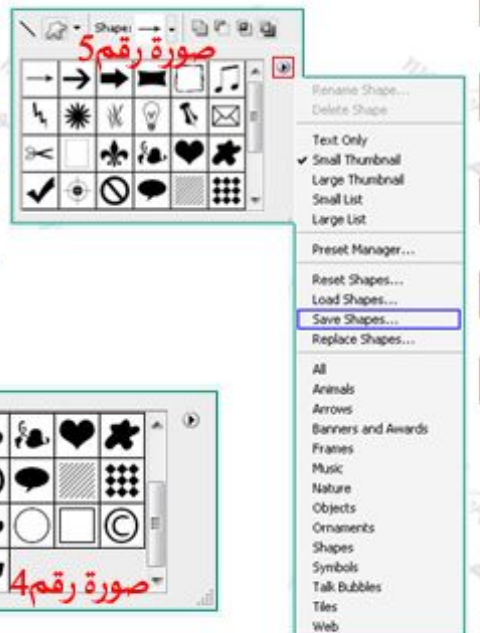 Shape:
صورة رقم5
Rename Shape...
Delete Shape
Text Only
Small Thumbnail
Large Thumbnail
Small List
Large List
Preset Manager...
Reset Shapes...
Load Shapes...
Save Shapes...
Replace Shapes...
All
Animals
Arrows
Banners and Awards
Frames
Music
Nature
Objects
Ornaments
Shapes
Symbols
Talk Bubbles
Tiles
Web
صورة رقم4